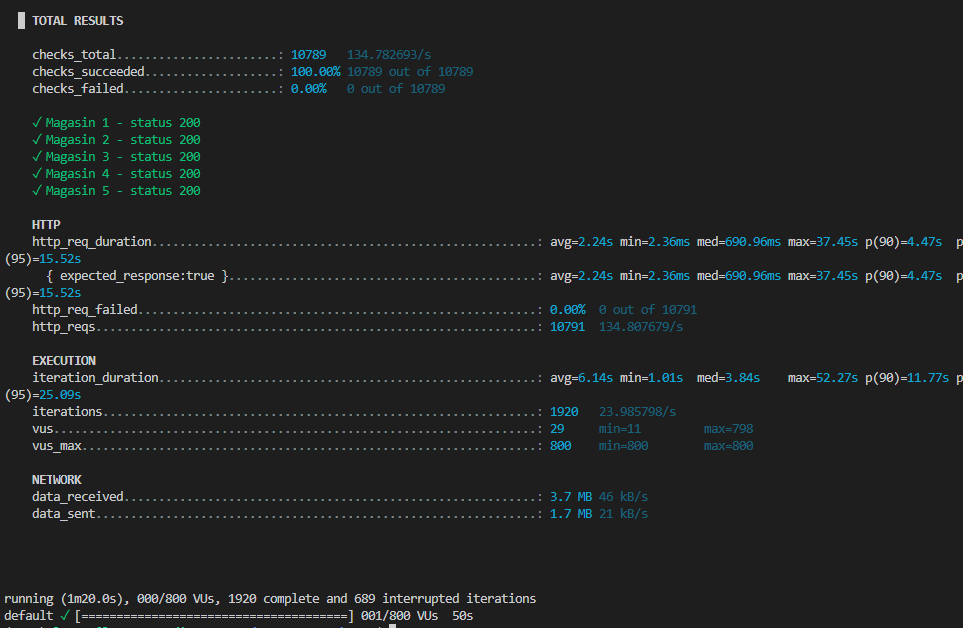 TOTAL RESULTS
checks_total.......................: 10789 134.782693/s
checks_succeeded...................: 100.00% 10789 out of 10789
checks_failed......................: 0.00% 0 out of 10789
✓ Magasin 1 - status 200
✓ Magasin 2 - status 200
✓ Magasin 3 - status 200
✓ Magasin 4 - status 200
✓ Magasin 5 - status 200
HTTP
http_req_duration.......................................................: avg=2.24s min=2.36ms med=690.96ms max=37.45s p(90)=4.47s p
(95)=15.52s
{ expected_response:true }............................................: avg=2.24s min=2.36ms med=690.96ms max=37.45s p(90)=4.47s p
(95)=15.52s
http_req_failed.........................................................: 0.00% 0 out of 10791
http_reqs...............................................................: 10791 134.807679/s
EXECUTION
iteration_duration......................................................: avg=6.14s min=1.01s med=3.84s max=52.27s p(90)=11.77s p
(95)=25.09s
iterations..............................................................: 1920 23.985798/s
vus.....................................................................: 29 min=11 max=798
vus_max.................................................................: 800 min=800 max=800
NETWORK
data_received...........................................................: 3.7 MB 46 kB/s
data_sent...............................................................: 1.7 MB 21 kB/s
running (1m20.0s), 000/800 VUs, 1920 complete and 689 interrupted iterations
default ✓ [======================================] 001/800 VUs 50s